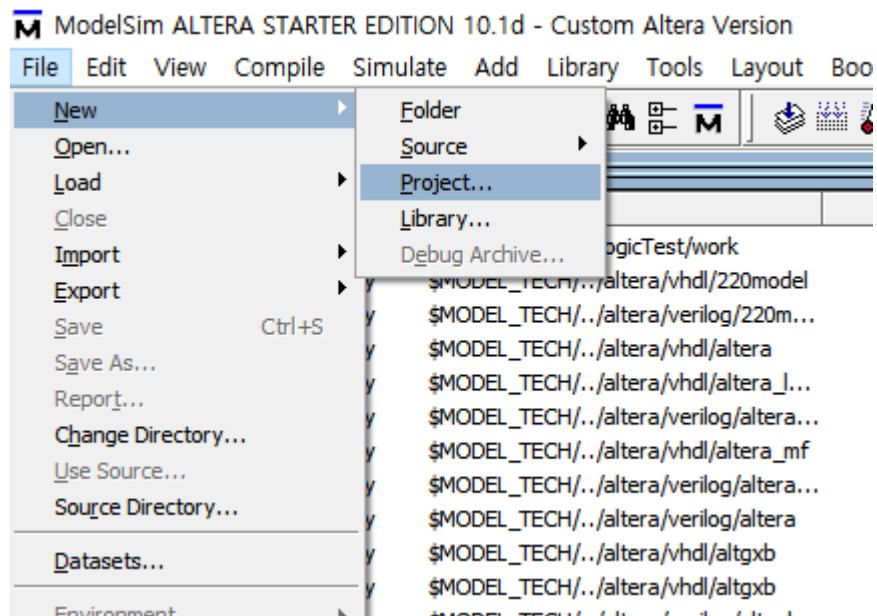 ModelSim ALTERA STARTER EDITION 10.1d - Custom Altera Version
File Edit View Compile Simulate Add Library Tools Layout Boo
New
Open...
Load
Close
Import
Export
Save Ctrl+S
Save As...
Report...
Change Directory...
Use Source...
Source Directory...
Datasets...
Environment
Folder
Source
Project...
Library...
Debug Archive...
ogicTest/work
y $MODEL_TECH/../altera/vhdl/220model
y $MODEL_TECH/../altera/verilog/220m...
y $MODEL_TECH/../altera/vhdl/altera
y $MODEL_TECH/../altera/vhdl/altera_l...
y $MODEL_TECH/../altera/verilog/altera...
y $MODEL_TECH/../altera/vhdl/altera_mf
y $MODEL_TECH/../altera/verilog/altera...
y $MODEL_TECH/../altera/verilog/altera
y $MODEL_TECH/../altera/vhdl/altgxb
y $MODEL_TECH/../altera/vhdl/altgxb